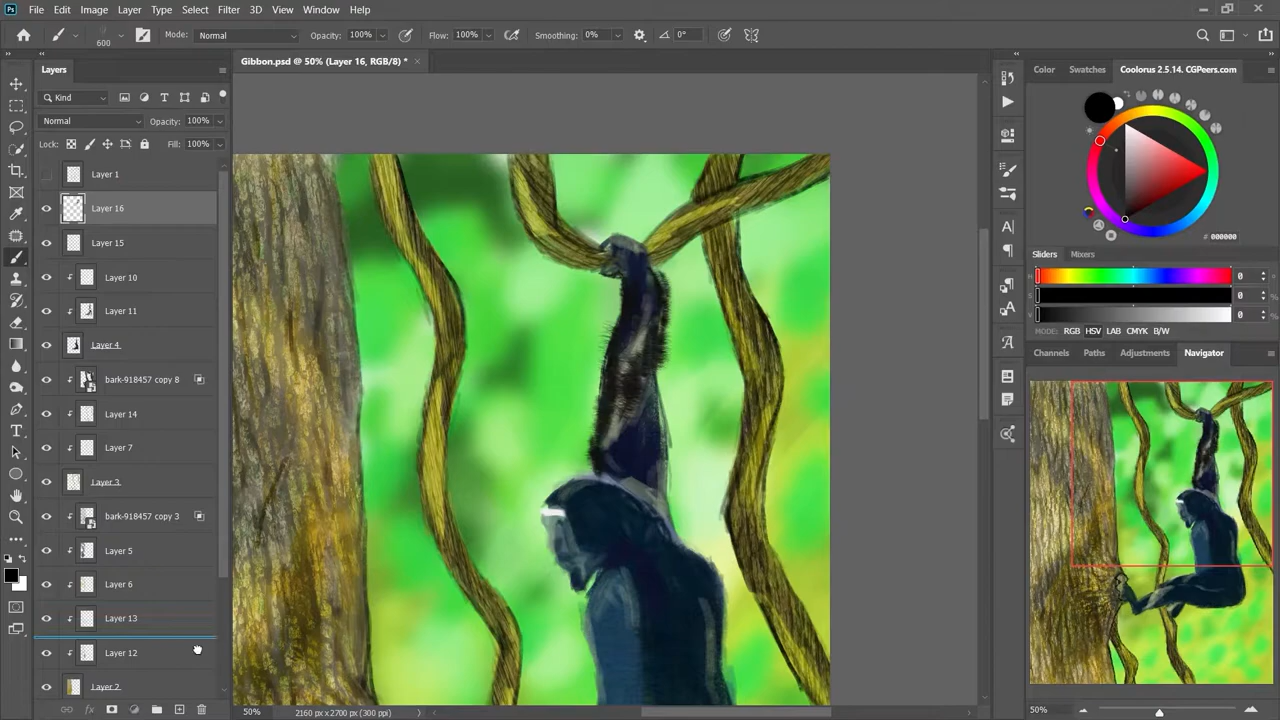 Ps File Edit Image Layer Type Select Filter 3D View Window Help
600 Mode: Normal Opacity: 100% Flow: 100% Smoothing: 0% 0°
Layers
Gibbon.psd @ 50% (Layer 16, RGB/8) *
Color Swatches Coolorus 2.5.14. CGPeers.com
Kind
Normal Opacity: 100%
Lock: Fill: 100%
Layer 1
Layer 16
Layer 15
Layer 10
Layer 11
Layer 4
bark-918457 copy 8
Layer 14
Layer 7
Layer 3
bark-918457 copy 3
Layer 5
Layer 6
Layer 13
Layer 12
Layer 2
fx
# 000000
Sliders Mixers
H 0 °
S 0 %
V 0 %
MODE: RGB HSV LAB CMYK B/W
Channels Paths Adjustments Navigator
50% 2160 px x 2700 px (300 ppi)
50%